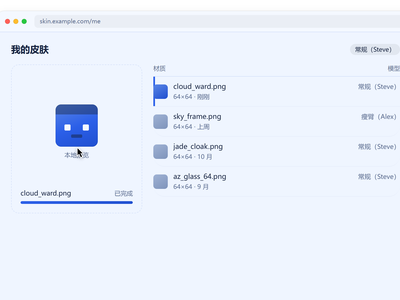 skin.example.com/me
我的皮肤
常规（Steve）
材质
模型
cloud_ward.png
常规（Steve）
64×64 · 刚刚
sky_frame.png
瘦臂（Alex）
64×64 · 上周
jade_cloak.png
常规（Steve）
64×64 · 10 月
az_glass_64.png
常规（Steve）
64×64 · 9 月
本地
览
cloud_ward.png
已完成